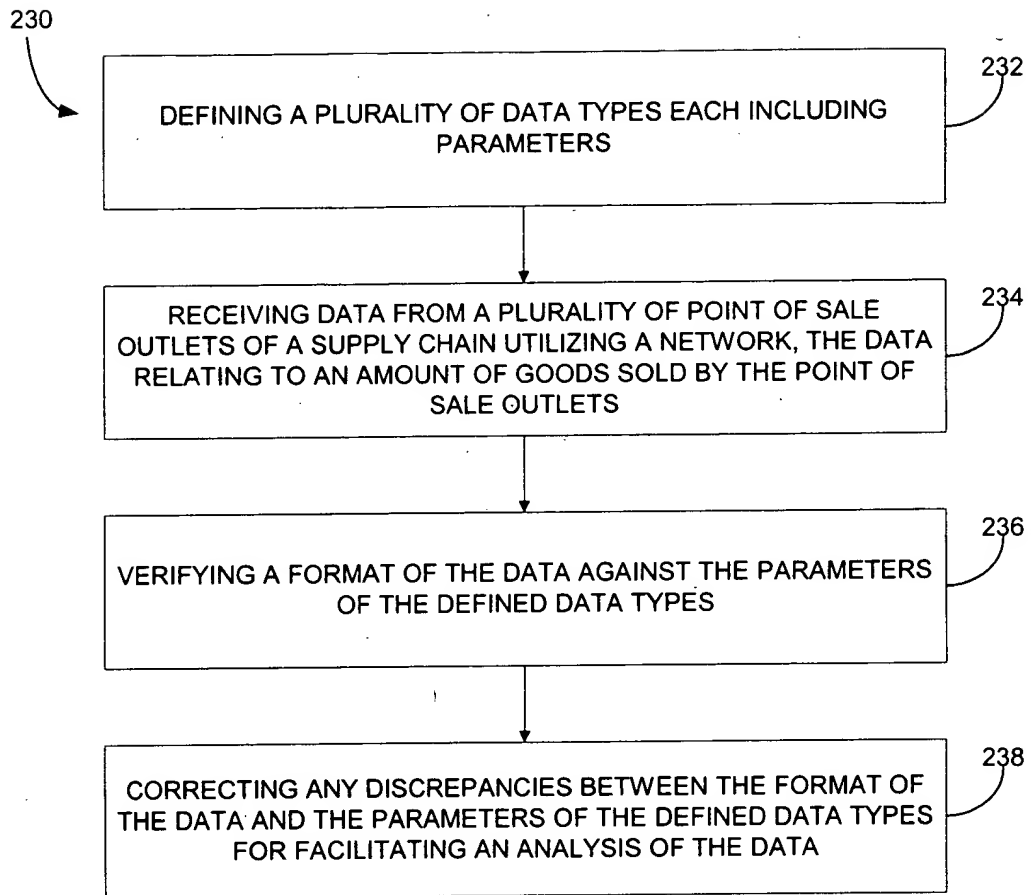 230
232
DEFINING A PLURALITY OF DATA TYPES EACH INCLUDING
PARAMETERS
234
RECEIVING DATA FROM A PLURALITY OF POINT OF SALE
OUTLETS OF A SUPPLY CHAIN UTILIZING A NETWORK, THE DATA
RELATING TO AN AMOUNT OF GOODS SOLD BY THE POINT OF
SALE OUTLETS
236
VERIFYING A FORMAT OF THE DATA AGAINST THE PARAMETERS
OF THE DEFINED DATA TYPES
238
CORRECTING ANY DISCREPANCIES BETWEEN THE FORMAT OF
THE DATA AND THE PARAMETERS OF THE DEFINED DATA TYPES
FOR FACILITATING AN ANALYSIS OF THE DATA